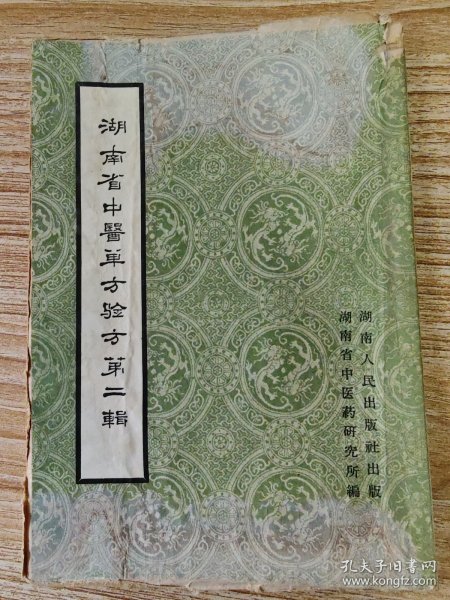 湖南省中醫单方验方第二輯
湖南人民出版社出版
湖南省中医药研究所編
孔夫子旧书网
www.kongfz.com